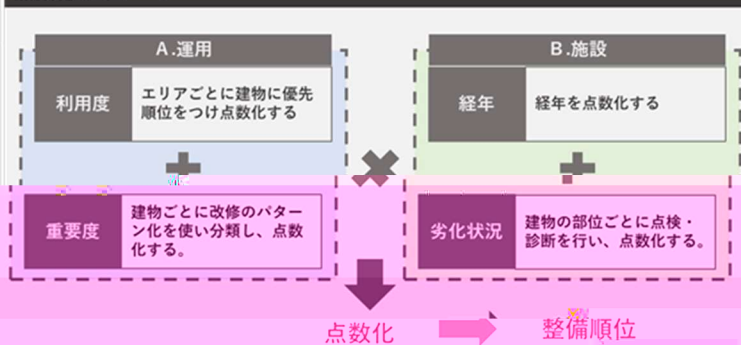 A.運用
利用度
エリアごとに建物に優先
順位をつけ点数化する
重要度
建物ごとに改修のパター
ン化を使い分類し、点数
化する。
B.施設
経年
経年を点数化する
劣化状況
建物の部位ごとに点検・
診断を行い、点数化する。
点数化
整備順位